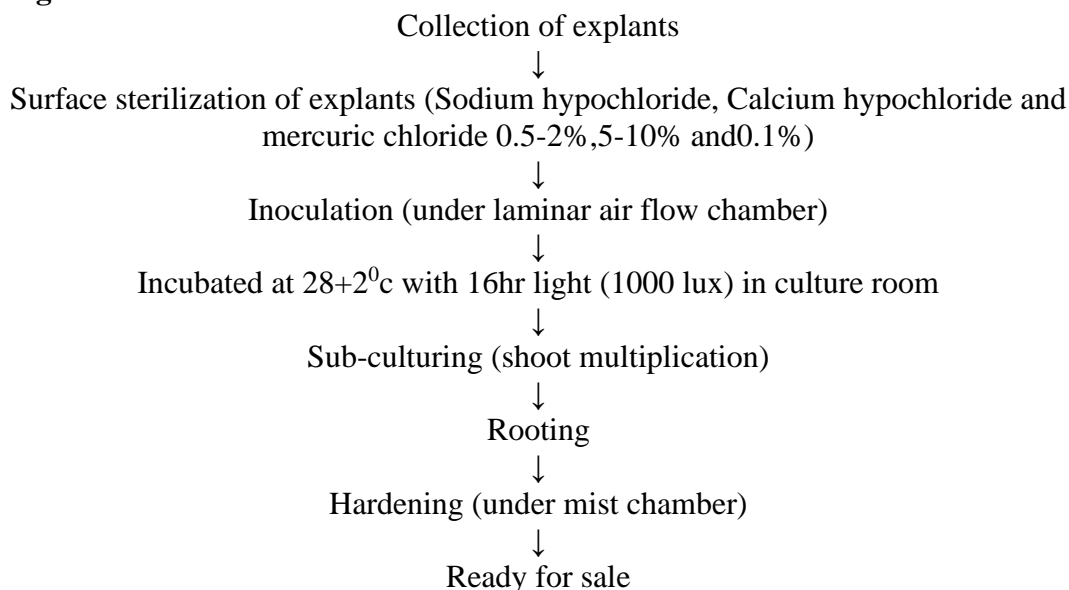 Collection of explants
↓
Surface sterilization of explants (Sodium hypochloride, Calcium hypochloride and
mercuric chloride 0.5-2%,5-10% and0.1%)
↓
Inoculation (under laminar air flow chamber)
↓
Incubated at 28+2⁰c with 16hr light (1000 lux) in culture room
↓
Sub-culturing (shoot multiplication)
↓
Rooting
↓
Hardening (under mist chamber)
↓
Ready for sale